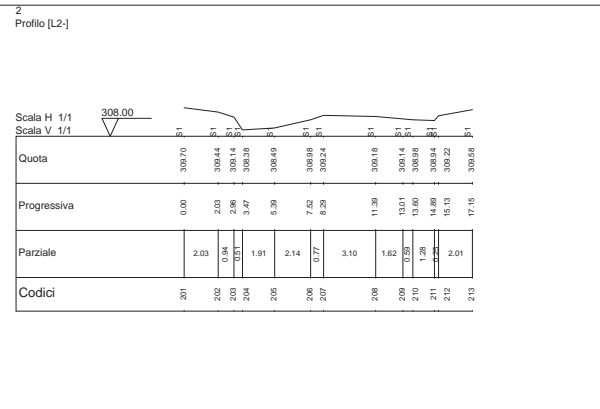 2
Profilo [L2-]
Scala H 1/1
308.00
Scala V 1/1
S1 S1 S1 S1 S1 S1 S1 S1 S1 S1 S1 S1
Quota 309.70 309.44 309.14 308.38 308.49 308.98 309.24 309.18 309.14 308.98 308.94 309.22 309.58
Progressiva 0.00 2.03 2.96 3.47 5.39 7.52 8.29 11.39 13.01 13.60 14.89 15.13 17.15
Parziale 2.03 0.94 0.51 1.91 2.14 0.77 3.10 1.62 0.59 1.28 0.25 2.01
Codici 201 202 203 204 205 206 207 208 209 210 211 212 213